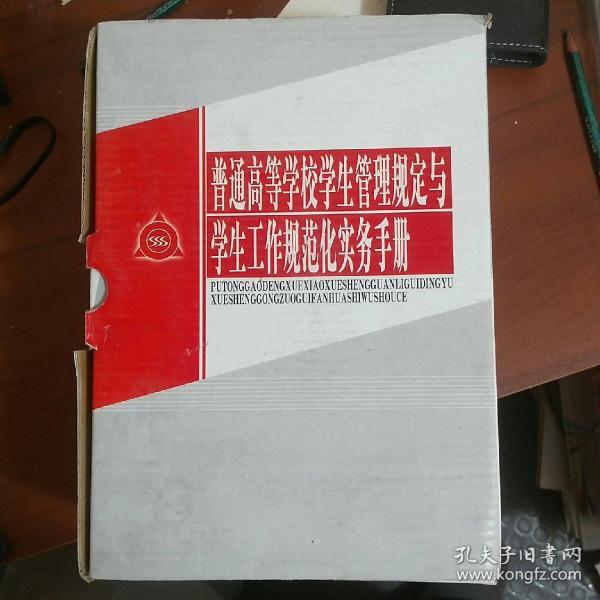 普通高等学校学生管理规定与
学生工作规范化实务手册
PUTONGGAODENGXUEXIAOXUESHENGGUANLIGUIDINGYU
XUESHENGGONGZUOGUIFANHUASHIWUSHOUCE
SSS
孔夫子旧书网
www.kongfz.com